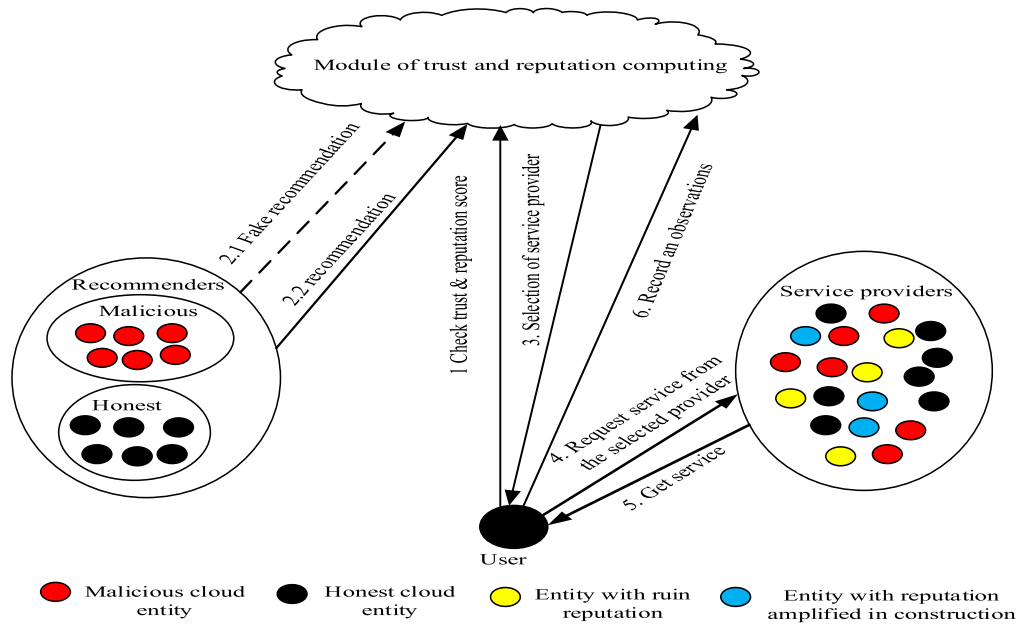 Module of trust and reputation computing
2.1 Fake recommendation
2.2 recommendation
1 Check trust & reputation score
3. Selection of service provider
6. Record an observations
Recommenders
Malicious
Honest
Service providers
4. Request service from
the selected provider
5. Get service
User
Malicious cloud
entity
Honest cloud
entity
Entity with ruin
reputation
Entity with reputation
amplified in construction